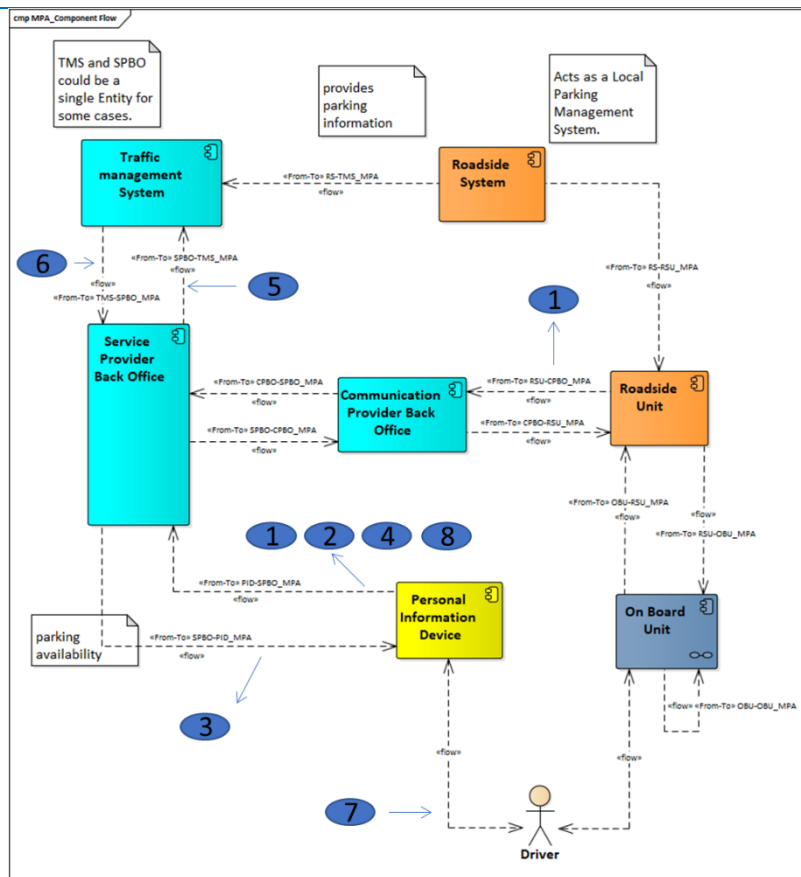 cmp MPA_Component Flow
TMS and SPBO
could be a
single Entity for
some cases.
provides
parking
information
Acts as a Local
Parking
Management
System.
Traffic
management
System
«From-To» RS-TMS_MPA
«flow»
Roadside
System
6
«From-To» SPBO-TMS_MPA
«flow»
5
«flow»
«From-To» TMS-SPBO_MPA
«From-To» RS-RSU_MPA
«flow»
1
Service
Provider
Back Office
«From-To» CPBO-SPBO_MPA
«flow»
«From-To» SPBO-CPBO_MPA
«flow»
Communication
Provider Back
Office
«From-To» RSU-CPBO_MPA
«flow»
«From-To» CPBO-RSU_MPA
«flow»
Roadside
Unit
«From-To» OBU-RSU_MPA
«flow»
«flow»
«From-To» RSU-OBU_MPA
1
2
4
8
«From-To» PID-SPBO_MPA
«flow»
Personal
Information
Device
On Board
Unit
parking
availability
«From-To» SPBO-PID_MPA
«flow»
«flow» «From-To» OBU-OBU_MPA
3
«flow»
«flow»
7
Driver